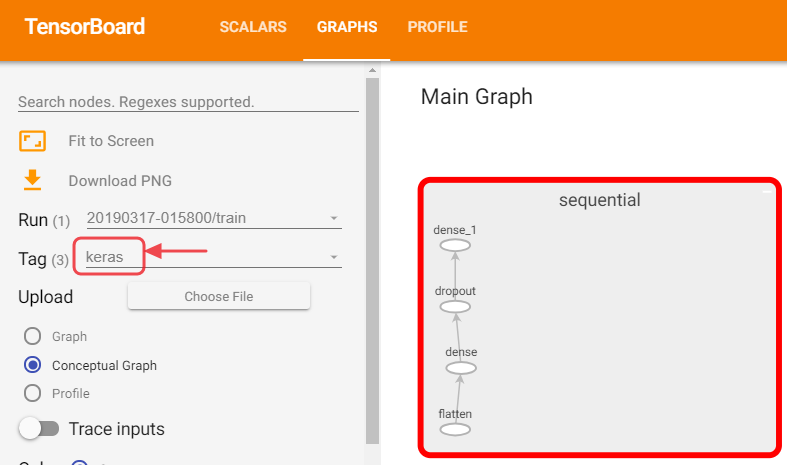 TensorBoard SCALARS GRAPHS PROFILE
Search nodes. Regexes supported.
Fit to Screen
Download PNG
Run (1) 20190317-015800/train
Tag (3) keras
Upload Choose File
Graph
Conceptual Graph
Profile
Trace inputs
Main Graph
sequential
dense_1
dropout
dense
flatten